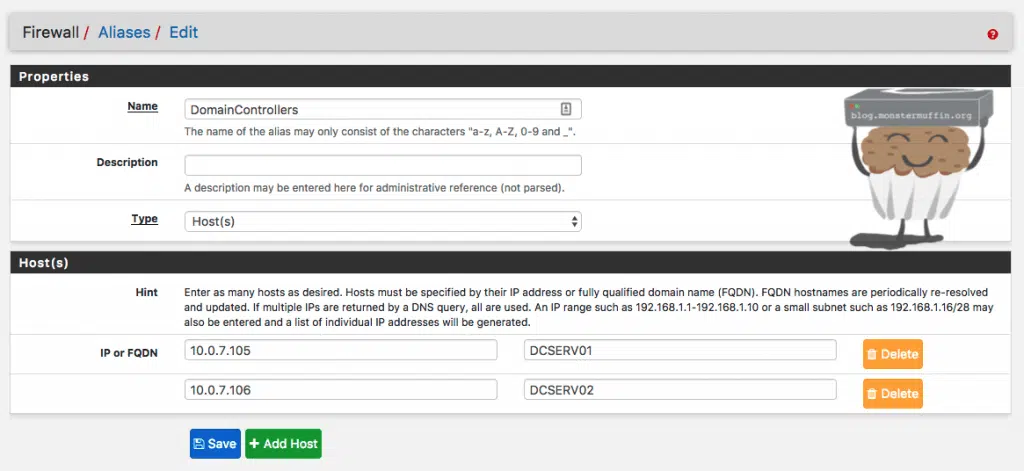 Firewall / Aliases / Edit
Properties
blog.monstermuffin.org
Name
DomainControllers
The name of the alias may only consist of the characters "a-z, A-Z, 0-9 and _".
Description
A description may be entered here for administrative reference (not parsed).
Type
Host(s)
Host(s)
Hint
Enter as many hosts as desired. Hosts must be specified by their IP address or fully qualified domain name (FQDN). FQDN hostnames are periodically re-resolved
and updated. If multiple IPs are returned by a DNS query, all are used. An IP range such as 192.168.1.1-192.168.1.10 or a small subnet such as 192.168.1.16/28 may
also be entered and a list of individual IP addresses will be generated.
IP or FQDN
10.0.7.105 DCSERV01 Delete
10.0.7.106 DCSERV02 Delete
Save + Add Host